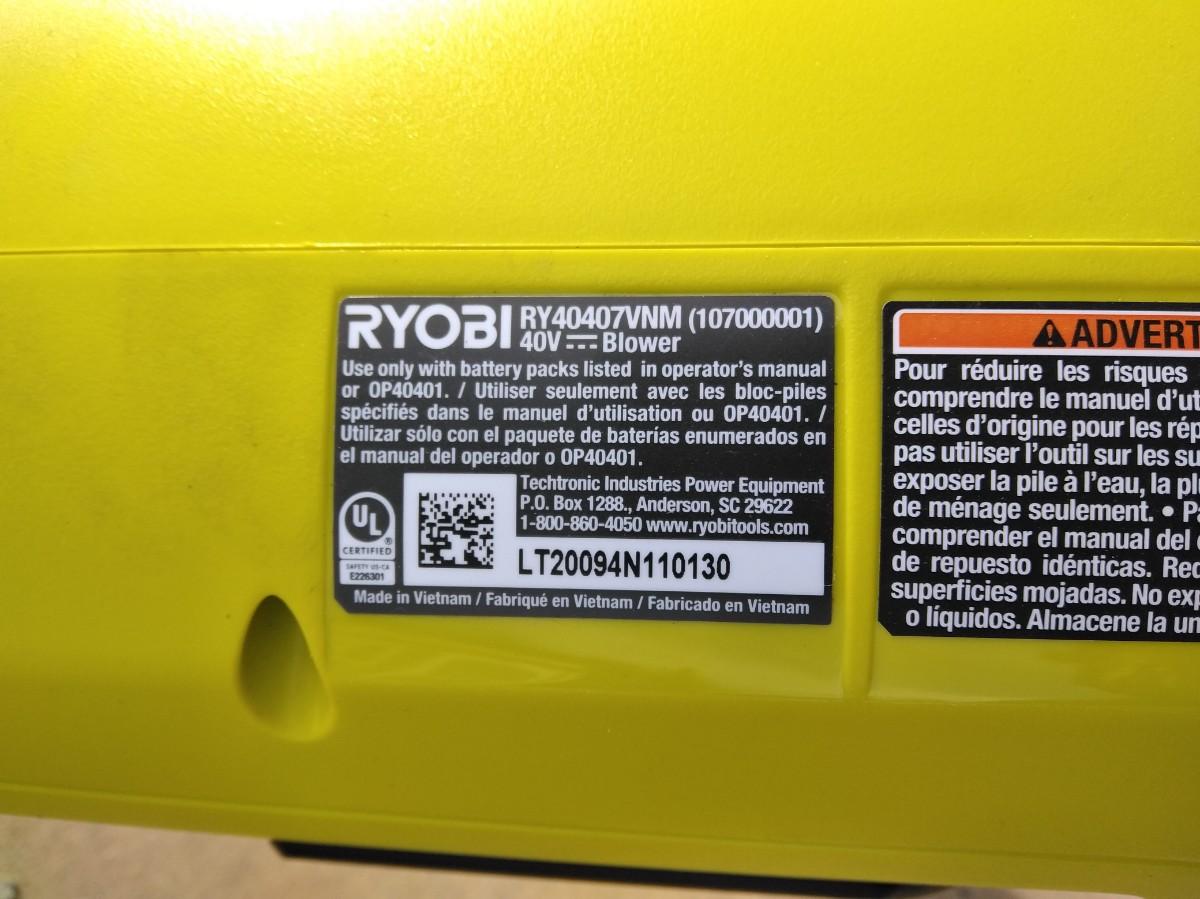 RYOBI RY40407VNM (107000001)
40V ⎓ Blower
Use only with battery packs listed in operator's manual
or OP40401. / Utiliser seulement avec les bloc-piles
spécifiés dans le manuel d'utilisation ou OP40401. /
Utilizar sólo con el paquete de baterías enumerados en
el manual del operador o OP40401.
UL
®
CERTIFIED
SAFETY US-CA
E226301
Techtronic Industries Power Equipment
P.O. Box 1288., Anderson, SC 29622
1-800-860-4050 www.ryobitools.com
LT20094N110130
Made in Vietnam / Fabriqué en Vietnam / Fabricado en Vietnam
ADVERT
Pour réduire les risques
comprendre le manuel d'ut
celles d'origine pour les rép
pas utiliser l'outil sur les su
exposer la pile à l'eau, la plu
de ménage seulement. • Pa
comprender el manual del
de repuesto idénticas. Rec
superficies mojadas. No exp
o líquidos. Almacene la un